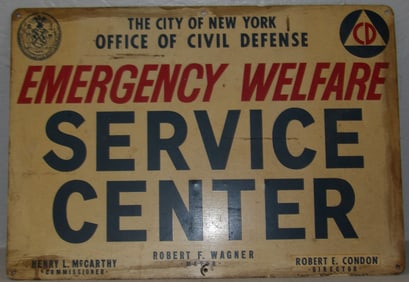 THE CITY OF NEW YORK
OFFICE OF CIVIL DEFENSE
CD
EMERGENCY WELFARE
SERVICE
CENTER
HENRY L. McCARTHY
COMMISSIONER
ROBERT F. WAGNER
MAYOR
ROBERT E. CONDON
DIRECTOR